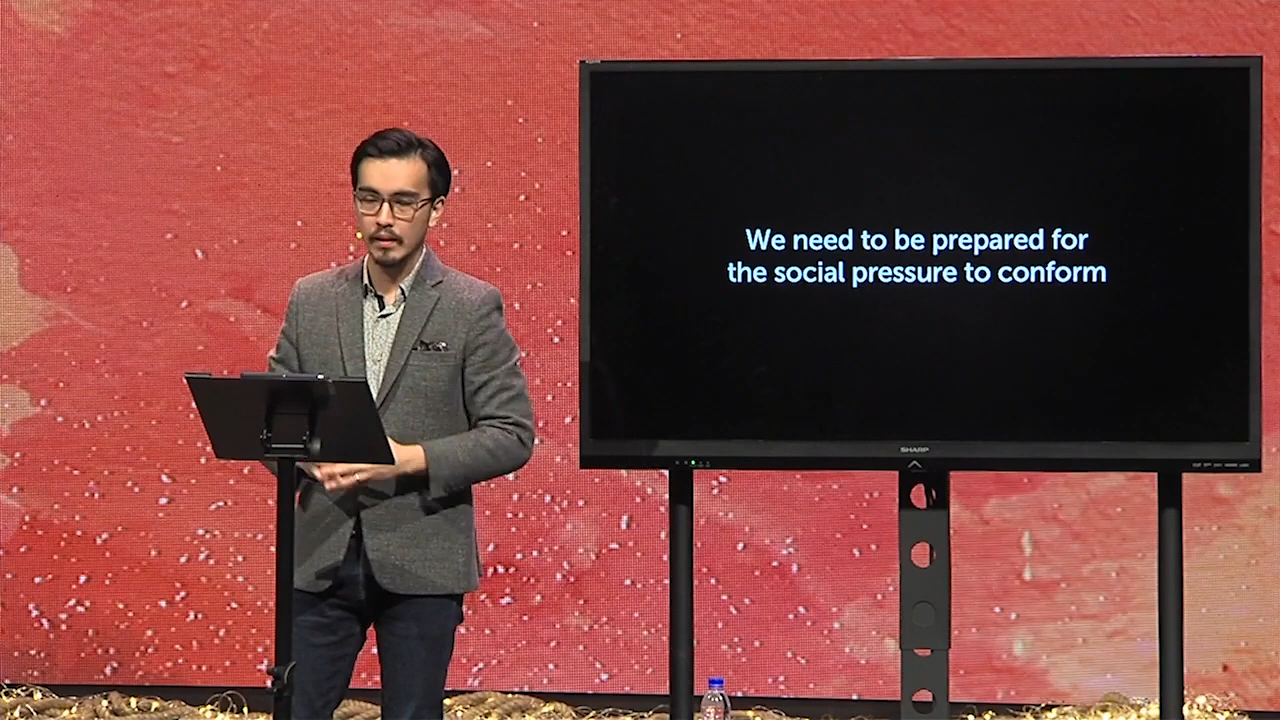 We need to be prepared for
the social pressure to conform
SHARP